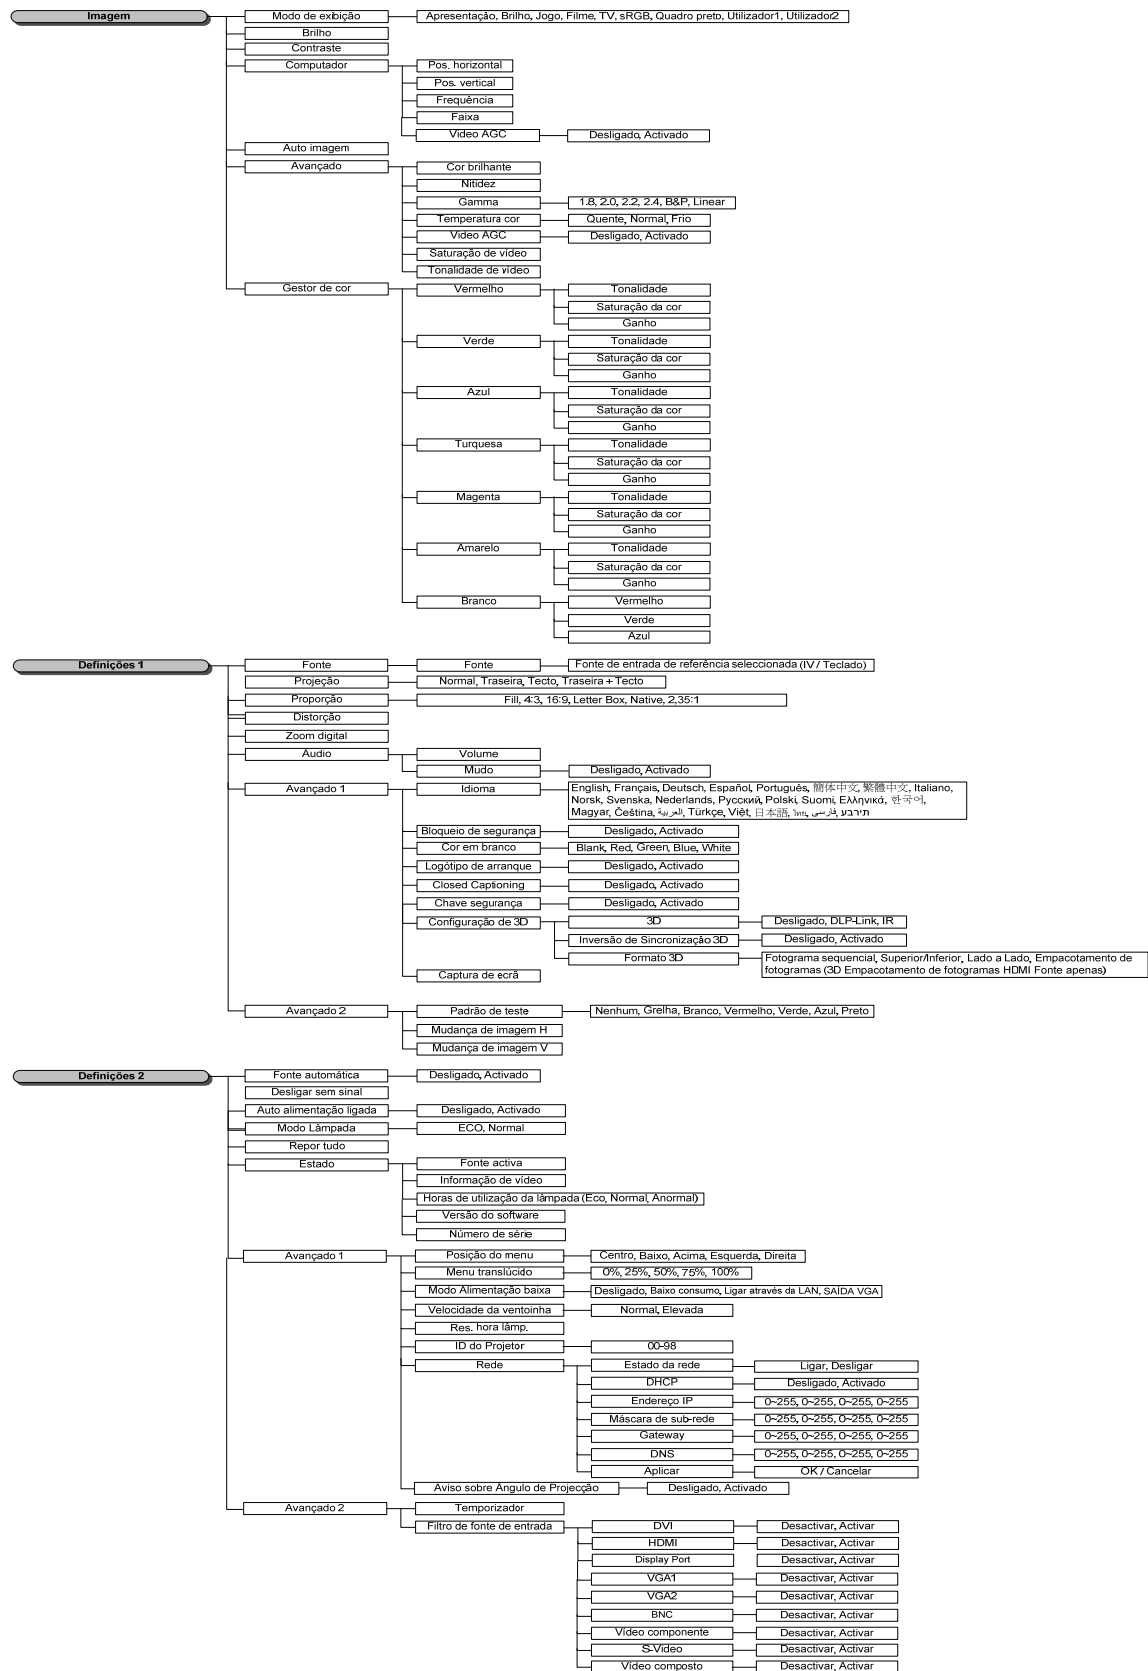 Imagem
Modo de exibição
Apresentação, Brilho, Jogo, Filme, TV, sRGB, Quadro preto, Utilizador1, Utilizador2
Brilho
Contraste
Computador
Pos. horizontal
Pos. vertical
Frequência
Faixa
Video AGC
Desligado, Activado
Auto imagem
Avançado
Cor brilhante
Nitidez
Gamma
1.8, 2.0, 2.2, 2.4, B&P, Linear
Temperatura cor
Quente, Normal, Frio
Video AGC
Desligado, Activado
Saturação de vídeo
Tonalidade de vídeo
Gestor de cor
Vermelho
Tonalidade
Saturação da cor
Ganho
Verde
Tonalidade
Saturação da cor
Ganho
Azul
Tonalidade
Saturação da cor
Ganho
Turquesa
Tonalidade
Saturação da cor
Ganho
Magenta
Tonalidade
Saturação da cor
Ganho
Amarelo
Tonalidade
Saturação da cor
Ganho
Branco
Vermelho
Verde
Azul
Definições 1
Fonte
Fonte
Fonte de entrada de referência seleccionada (IV / Teclado)
Projeção
Normal, Traseira, Tecto, Traseira + Tecto
Proporção
Fill, 4:3, 16:9, Letter Box, Native, 2,35:1
Distorção
Zoom digital
Áudio
Volume
Mudo
Desligado, Activado
Avançado 1
Idioma
English, Français, Deutsch, Español, Português, 簡体中文, 繁體中文, Italiano,
Norsk, Svenska, Nederlands, Русский, Polski, Suomi, Ελληνικά, 한국어,
Magyar, Čeština, العربية, Türkçe, Việt, 日本語, ไทย, فارسی, תירבע
Bloqueio de segurança
Desligado, Activado
Cor em branco
Blank, Red, Green, Blue, White
Logótipo de arranque
Desligado, Activado
Closed Captioning
Desligado, Activado
Chave segurança
Desligado, Activado
Configuração de 3D
3D
Desligado, DLP-Link, IR
Inversão de Sincronização 3D
Desligado, Activado
Formato 3D
Fotograma sequencial, Superior/Inferior, Lado a Lado, Empacotamento de
fotogramas (3D Empacotamento de fotogramas HDMI Fonte apenas)
Captura de ecrã
Avançado 2
Padrão de teste
Nenhum, Grelha, Branco, Vermelho, Verde, Azul, Preto
Mudança de imagem H
Mudança de imagem V
Definições 2
Fonte automática
Desligado, Activado
Desligar sem sinal
Auto alimentação ligada
Desligado, Activado
Modo Lâmpada
ECO, Normal
Repor tudo
Estado
Fonte activa
Informação de vídeo
Horas de utilização da lâmpada (Eco, Normal, Anormal)
Versão do software
Número de série
Avançado 1
Posição do menu
Centro, Baixo, Acima, Esquerda, Direita
Menu translúcido
0%, 25%, 50%, 75%, 100%
Modo Alimentação baixa
Desligado, Baixo consumo, Ligar através da LAN, SAÍDA VGA
Velocidade da ventoinha
Normal, Elevada
Res. hora lâmp.
ID do Projetor
00-98
Rede
Estado da rede
Ligar, Desligar
DHCP
Desligado, Activado
Endereço IP
0~255, 0~255, 0~255, 0~255
Máscara de sub-rede
0~255, 0~255, 0~255, 0~255
Gateway
0~255, 0~255, 0~255, 0~255
DNS
0~255, 0~255, 0~255, 0~255
Aplicar
OK / Cancelar
Aviso sobre Ângulo de Projecção
Desligado, Activado
Avançado 2
Temporizador
Filtro de fonte de entrada
DVI
Desactivar, Activar
HDMI
Desactivar, Activar
Display Port
Desactivar, Activar
VGA1
Desactivar, Activar
VGA2
Desactivar, Activar
BNC
Desactivar, Activar
Vídeo componente
Desactivar, Activar
S-Video
Desactivar, Activar
Vídeo composto
Desactivar, Activar